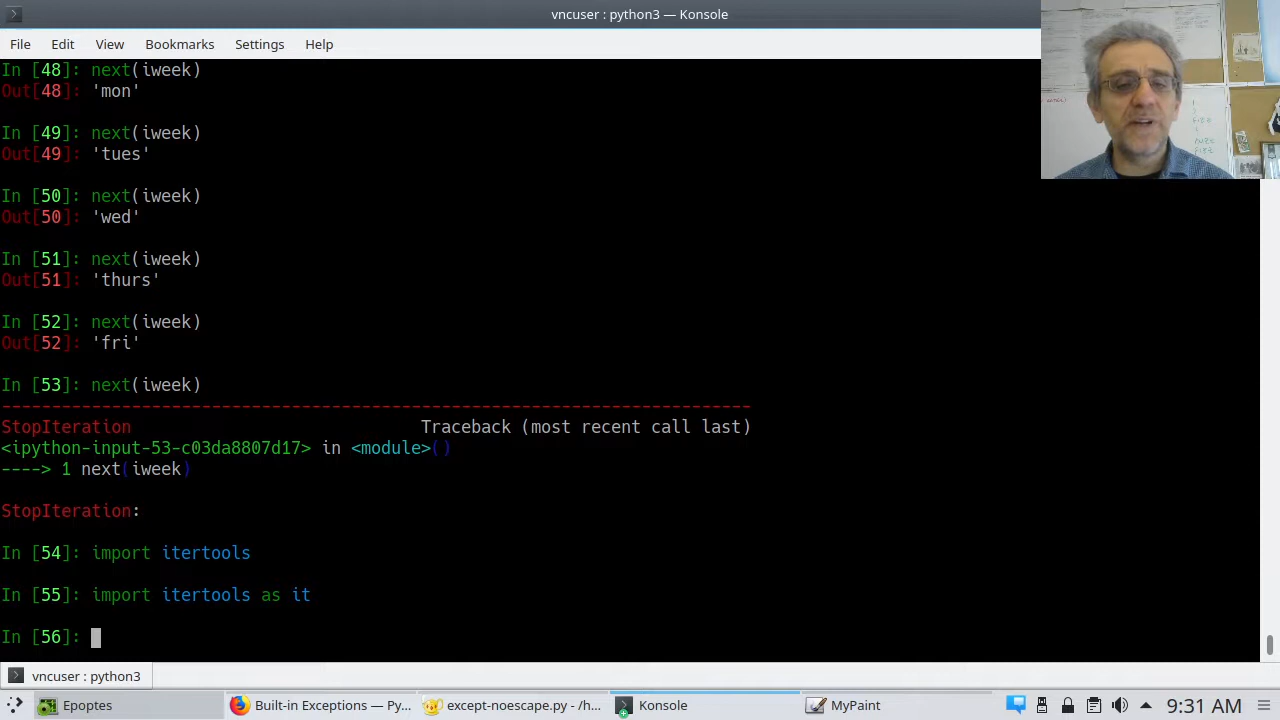 vncuser : python3 — Konsole
File Edit View Bookmarks Settings Help
In [48]: next(iweek)
Out[48]: 'mon'
In [49]: next(iweek)
Out[49]: 'tues'
In [50]: next(iweek)
Out[50]: 'wed'
In [51]: next(iweek)
Out[51]: 'thurs'
In [52]: next(iweek)
Out[52]: 'fri'
In [53]: next(iweek)
---------------------------------------------------------------------------
StopIteration                             Traceback (most recent call last)
<ipython-input-53-c03da8807d17> in <module>()
----> 1 next(iweek)
StopIteration:
In [54]: import itertools
In [55]: import itertools as it
In [56]:
vncuser : python3
Epoptes
Built-in Exceptions — Py...
except-noescape.py - /h...
Konsole
MyPaint
9:31 AM